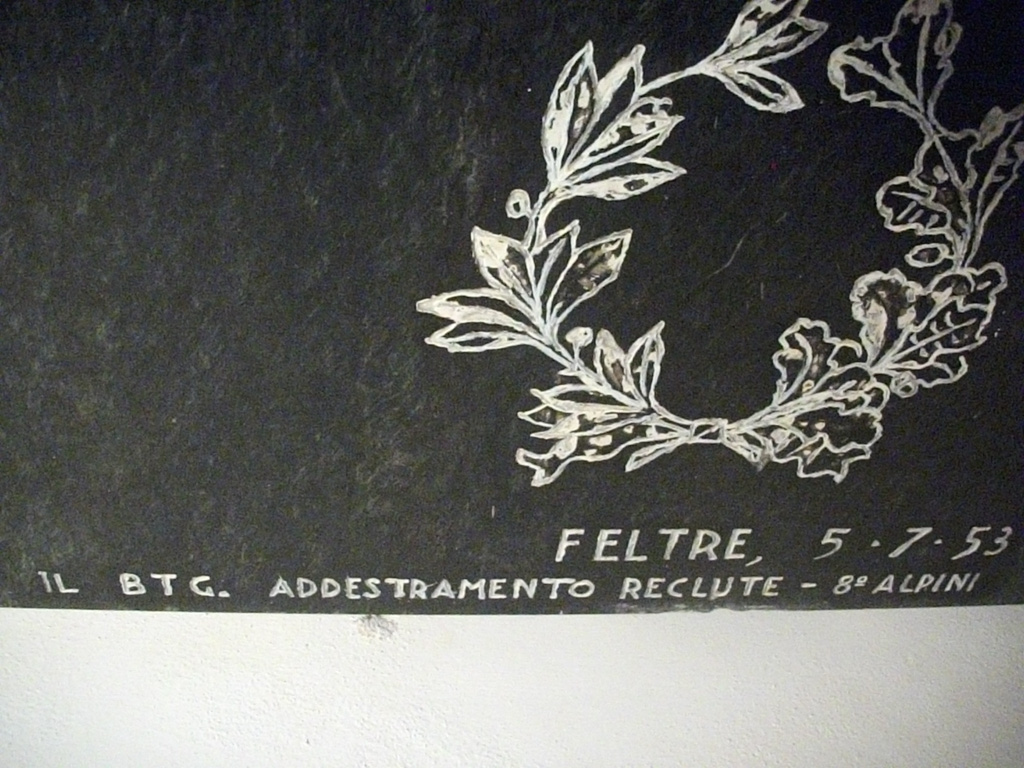 FELTRE, 5.7.53
IL BTG. ADDESTRAMENTO RECLUTE - 8º ALPINI